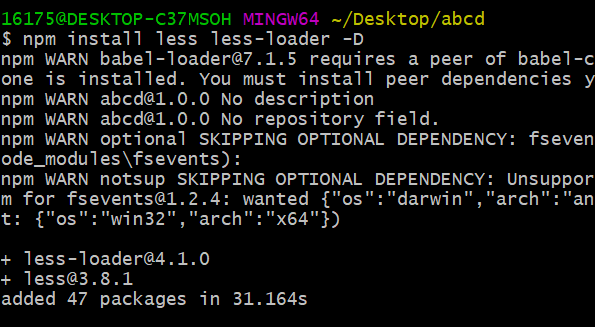 16175@DESKTOP-C37MSOH MINGW64 ~/Desktop/abcd
$ npm install less less-loader -D
npm WARN babel-loader@7.1.5 requires a peer of babel-c
one is installed. You must install peer dependencies y
npm WARN abcd@1.0.0 No description
npm WARN abcd@1.0.0 No repository field.
npm WARN optional SKIPPING OPTIONAL DEPENDENCY: fseven
ode_modules\fsevents):
npm WARN notsup SKIPPING OPTIONAL DEPENDENCY: Unsuppor
m for fsevents@1.2.4: wanted {"os":"darwin","arch":"an
t: {"os":"win32","arch":"x64"})
+ less-loader@4.1.0
+ less@3.8.1
added 47 packages in 31.164s